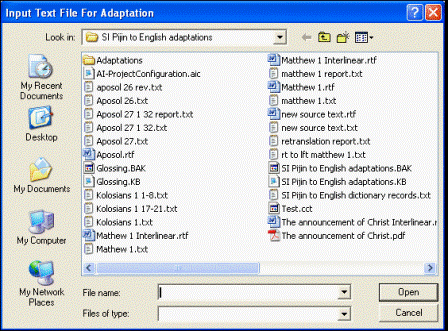 Input Text File For Adaptation
Look in: SI Pijin to English adaptations
My Recent Documents
Desktop
My Documents
My Computer
My Network Places
Adaptations
AI-ProjectConfiguration.aic
aposol 26 rev.txt
Aposol 26.txt
Aposol 27 1 32 report.txt
Aposol 27 1 32.txt
Aposol 27.txt
Aposol.rtf
Glossing.BAK
Glossing.KB
Kolosians 1 1-8.txt
Kolosians 1 17-21.txt
Kolosians 1.txt
Mathew 1 Interlinear.rtf
Mathew 1.txt
Matthew 1 Interlinear.rtf
matthew 1 report.txt
Matthew 1.rtf
matthew 1.txt
new source text.rtf
new source text.txt
retranslation report.txt
rt to lft matthew 1.txt
SI Pijin to English adaptations.BAK
SI Pijin to English adaptations.KB
SI Pijin to English dictionary records.txt
Test.cct
The announcement of Christ Interlinear.r
The announcement of Christ.pdf
File name:
Open
Files of type:
Cancel